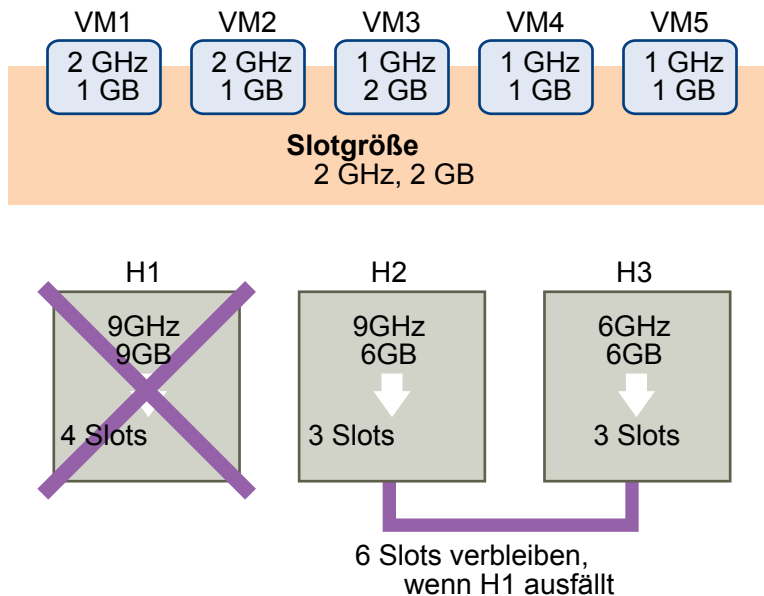 VM1 VM2 VM3 VM4 VM5
2 GHz 2 GHz 1 GHz 1 GHz 1 GHz
1 GB 1 GB 2 GB 1 GB 1 GB
Slotgröße
2 GHz, 2 GB
H1 H2 H3
9GHz 9GHz 6GHz
9GB 6GB 6GB
4 Slots 3 Slots 3 Slots
6 Slots verbleiben,
wenn H1 ausfällt